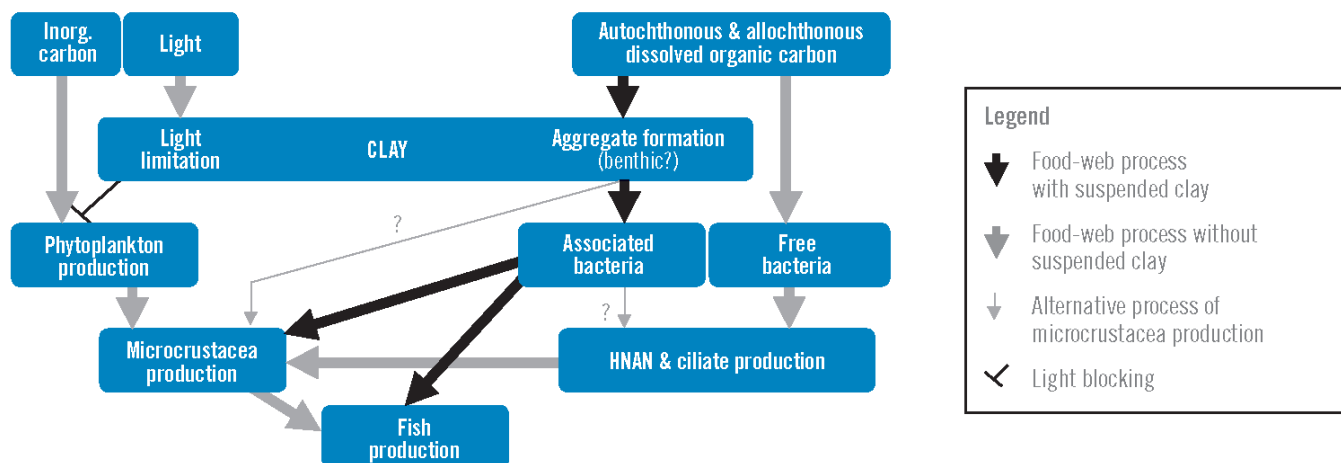 Inorg.
carbon
Light
Autochthonous & allochthonous
dissolved organic carbon
Light
limitation
CLAY
Aggregate formation
(benthic?)
?
Phytoplankton
production
Associated
bacteria
Free
bacteria
?
Microcrustacea
production
HNAN & ciliate production
Fish
production
Legend
Food-web process
with suspended clay
Food-web process without
suspended clay
Alternative process of
microcrustacea production
Light blocking